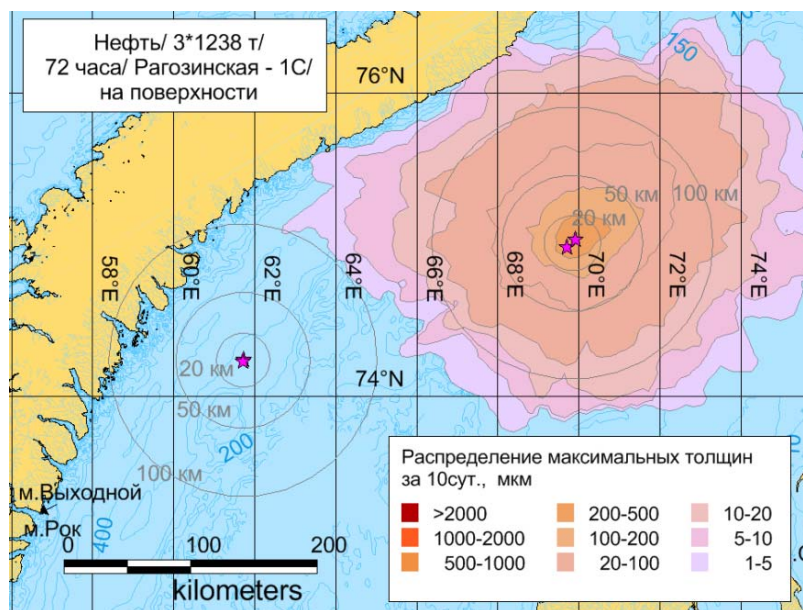 Нефть/ 3*1238 т/
72 часа/ Рагозинская - 1С/
на поверхности
76°N
150
50 км
100 км
20 км
58°E
60°E
62°E
64°E
66°E
68°E
70°E
72°E
74°E
20 км
74°N
50 км
200
100 км
м.Выходной
м.Рок
400
0
100
200
kilometers
Распределение максимальных толщин
за 10сут., мкм
>2000
200-500
10-20
1000-2000
100-200
5-10
500-1000
20-100
1-5